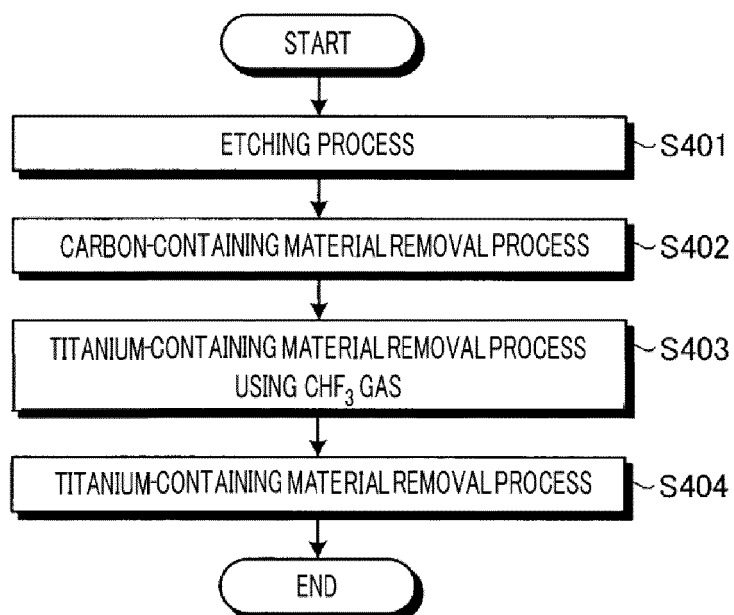 START
ETCHING PROCESS
S401
CARBON-CONTAINING MATERIAL REMOVAL PROCESS
S402
TITANIUM-CONTAINING MATERIAL REMOVAL PROCESS
USING CHF₃ GAS
S403
TITANIUM-CONTAINING MATERIAL REMOVAL PROCESS
S404
END